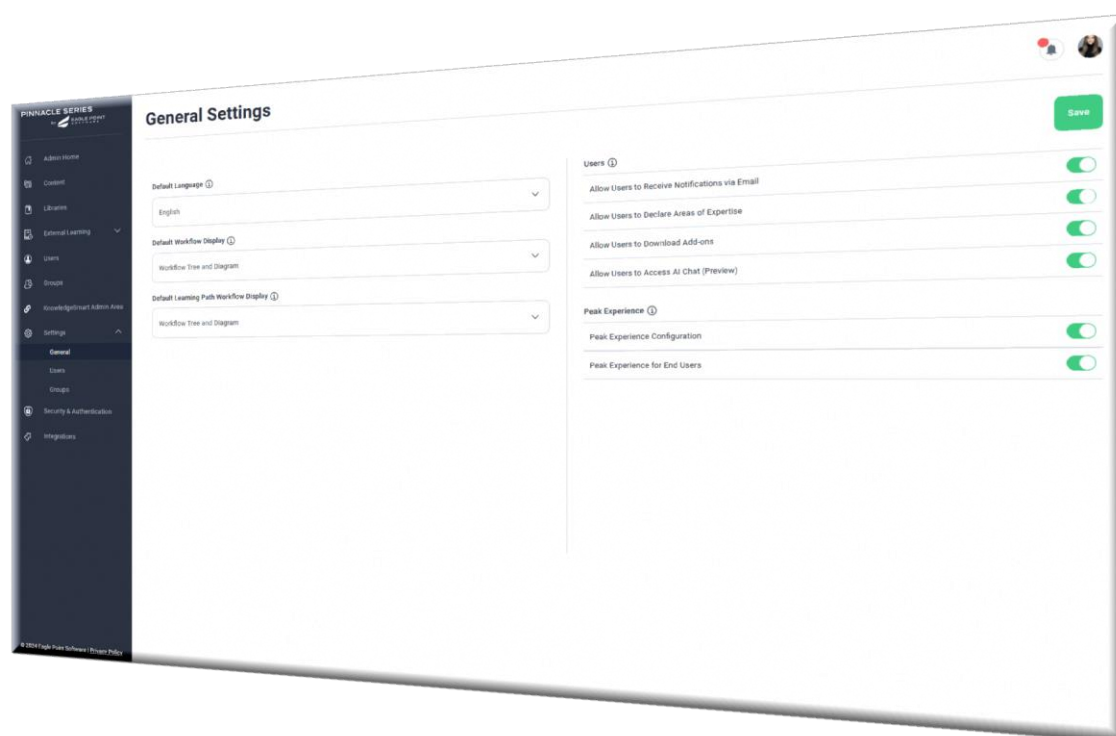 PINNACLE SERIES
by EAGLE POINT
SOFTWARE
Admin Home
Content
Libraries
External Learning
Users
Groups
KnowledgeSmart Admin Area
Settings
General
Users
Groups
Security & Authentication
Integrations
© 2024 Eagle Point Software | Privacy Policy
General Settings
Save
Default Language
English
Default Workflow Display
Workflow Tree and Diagram
Default Learning Path Workflow Display
Workflow Tree and Diagram
Users
Allow Users to Receive Notifications via Email
Allow Users to Declare Areas of Expertise
Allow Users to Download Add-ons
Allow Users to Access AI Chat (Preview)
Peak Experience
Peak Experience Configuration
Peak Experience for End Users